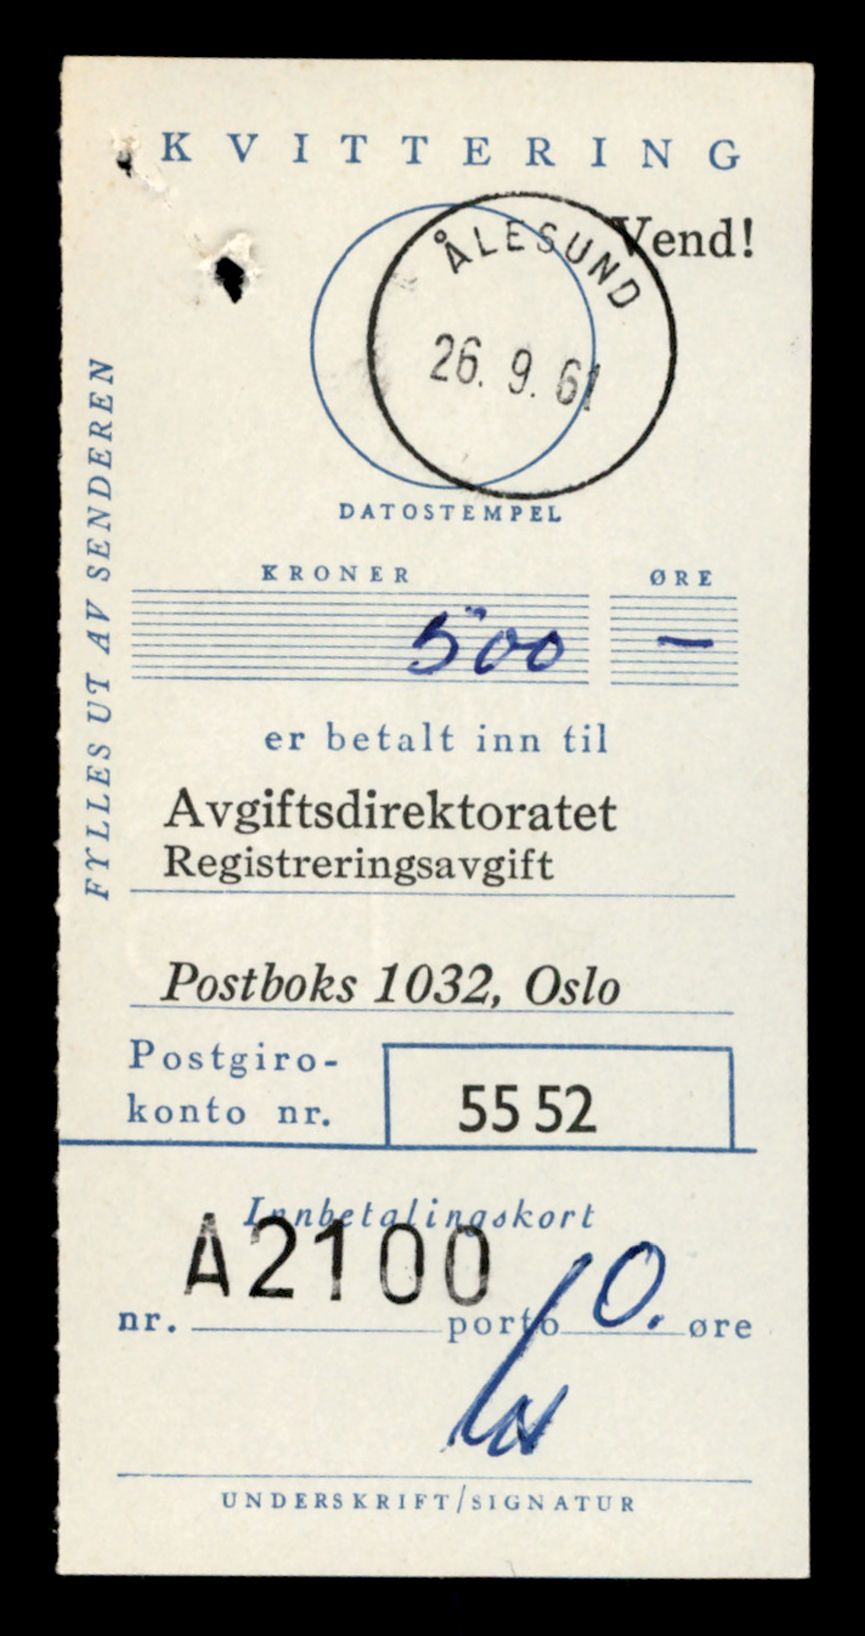 KVITTERING
Vend!
ÅLESUND
26. 9. 61
DATOSTEMPEL
FYLLES UT AV SENDEREN
KRONER ØRE
500 —
er betalt inn til
Avgiftsdirektoratet
Registreringsavgift
Postboks 1032, Oslo
Postgiro-
konto nr. 55 52
Innbetalingskort
A2100
nr. porto 0. øre
UNDERSKRIFT/SIGNATUR